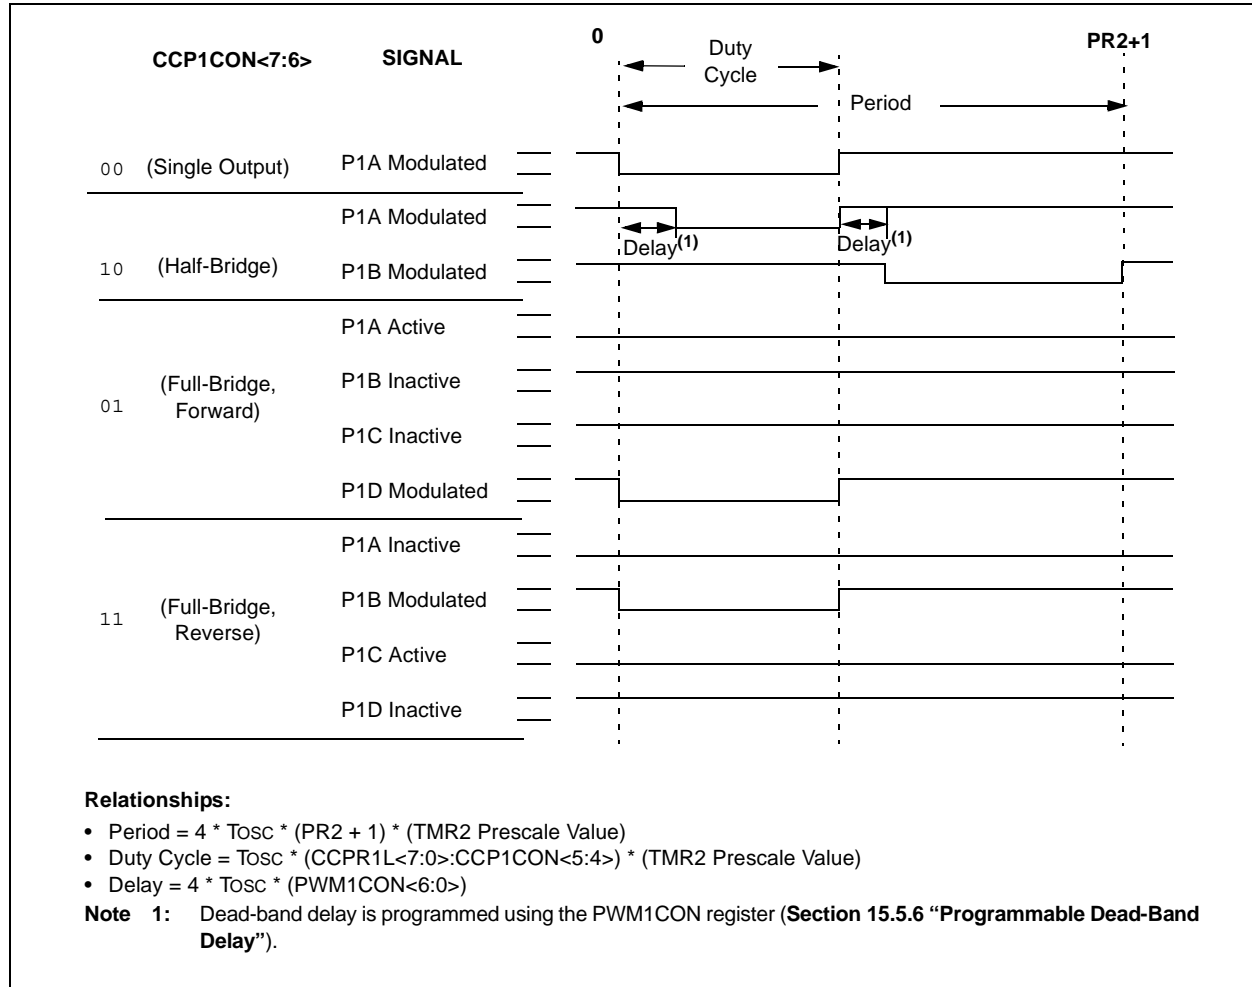 CCP1CON<7:6>
SIGNAL
0
Duty
Cycle
PR2+1
Period
00 (Single Output) P1A Modulated
P1A Modulated
Delay(1)
Delay(1)
10 (Half-Bridge) P1B Modulated
P1A Active
P1B Inactive
01 (Full-Bridge,
Forward)
P1C Inactive
P1D Modulated
P1A Inactive
P1B Modulated
11 (Full-Bridge,
Reverse)
P1C Active
P1D Inactive
Relationships:
• Period = 4 * TOSC * (PR2 + 1) * (TMR2 Prescale Value)
• Duty Cycle = TOSC * (CCPR1L<7:0>:CCP1CON<5:4>) * (TMR2 Prescale Value)
• Delay = 4 * TOSC * (PWM1CON<6:0>)
Note 1: Dead-band delay is programmed using the PWM1CON register (Section 15.5.6 “Programmable Dead-Band
Delay”).